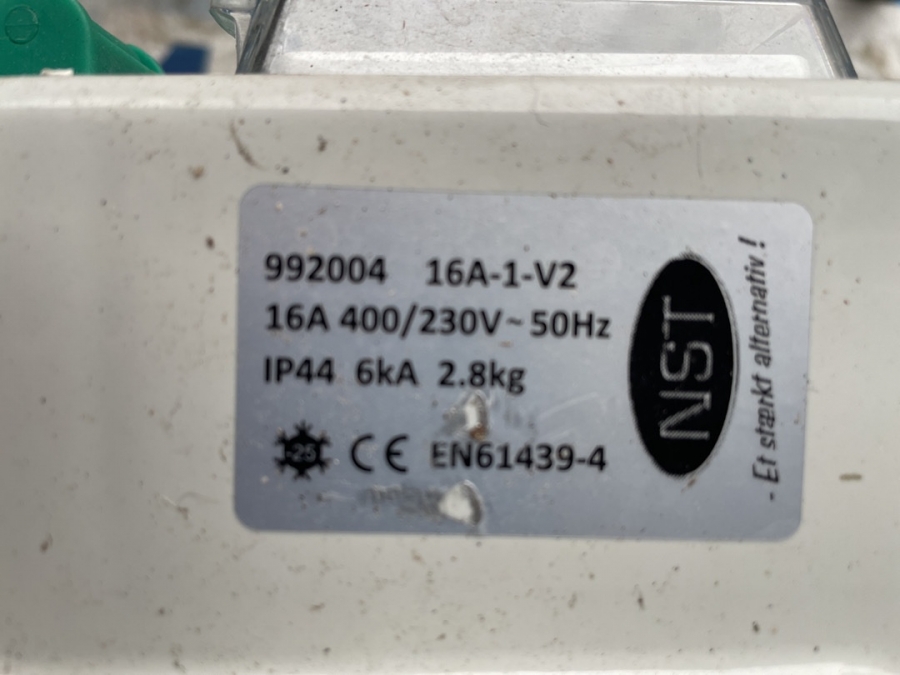 992004 16A-1-V2
16A 400/230V~50Hz
IP44 6kA 2.8kg
-25 CE EN61439-4
NST
- Et stærkt alternativ!